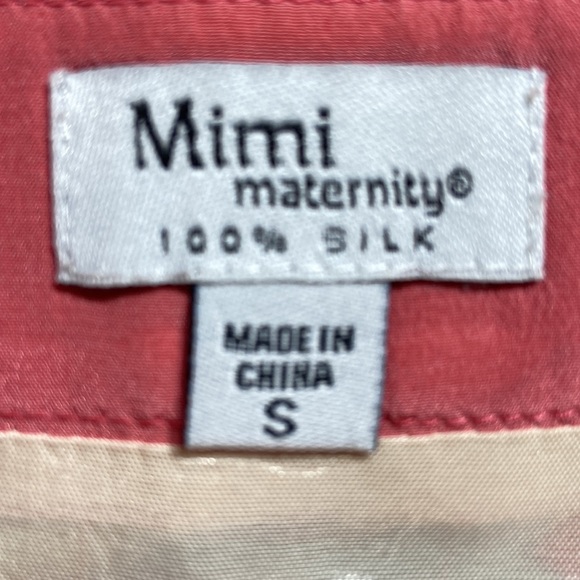 Mimi
maternity®
100% SILK
MADE IN
CHINA
S